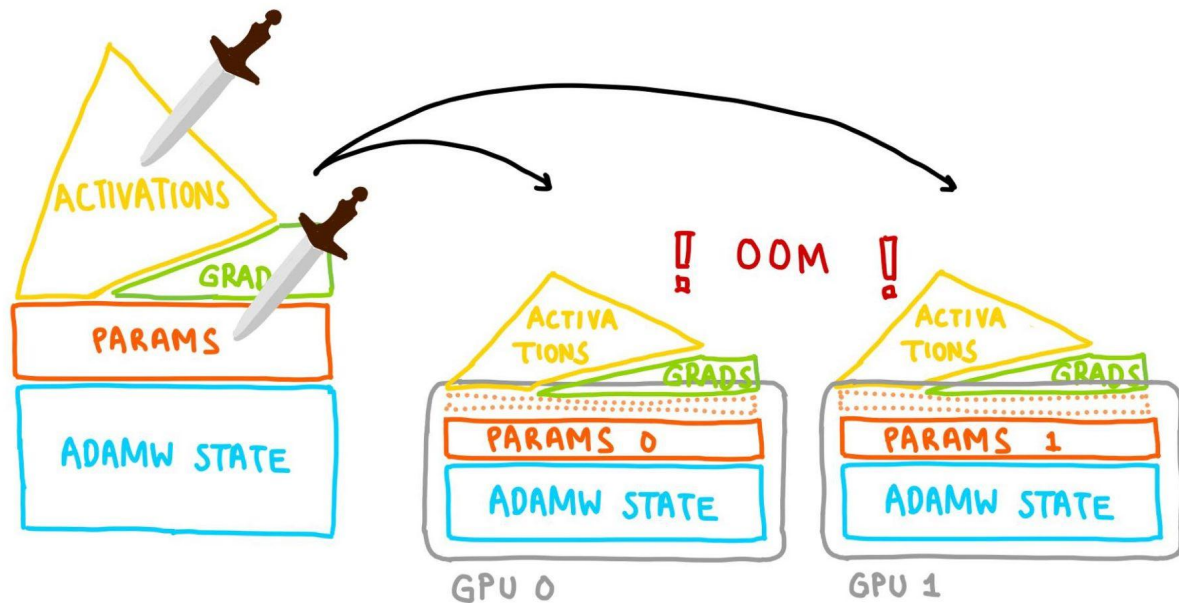 ACTIVATIONS
GRAD
PARAMS
ADAMW STATE
! OOM !
ACTIVA
TIONS
GRADS
PARAMS 0
ADAMW STATE
GPU 0
ACTIVA
TIONS
GRADS
PARAMS 1
ADAMW STATE
GPU 1